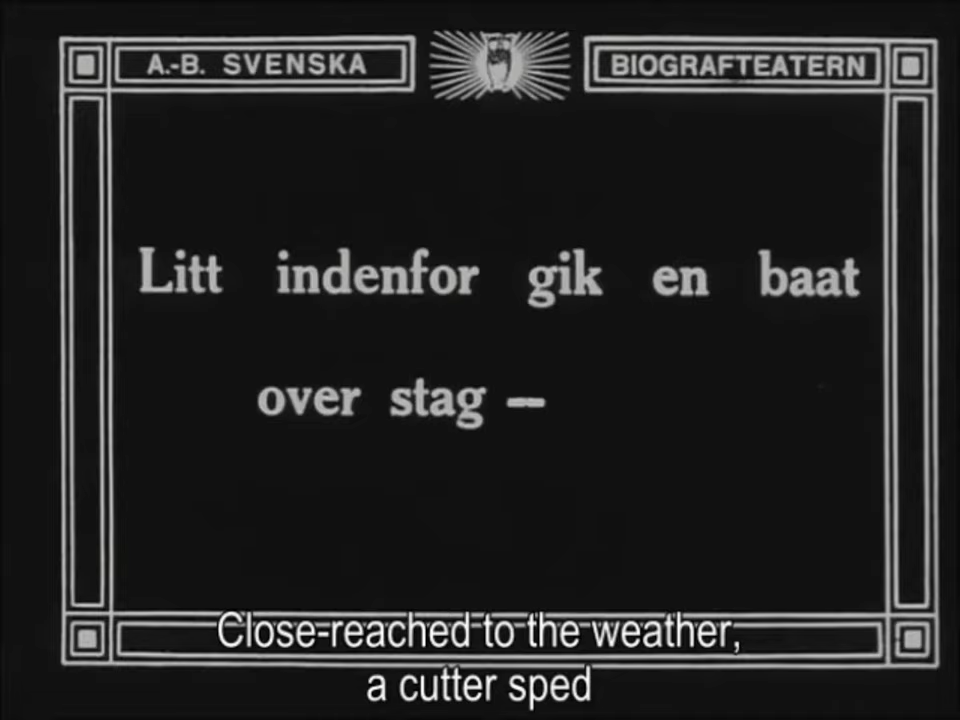 A.-B. SVENSKA BIOGRAFTEATERN
Litt indenfor gik en baat
over stag —
Close-reached to the weather,
a cutter sped